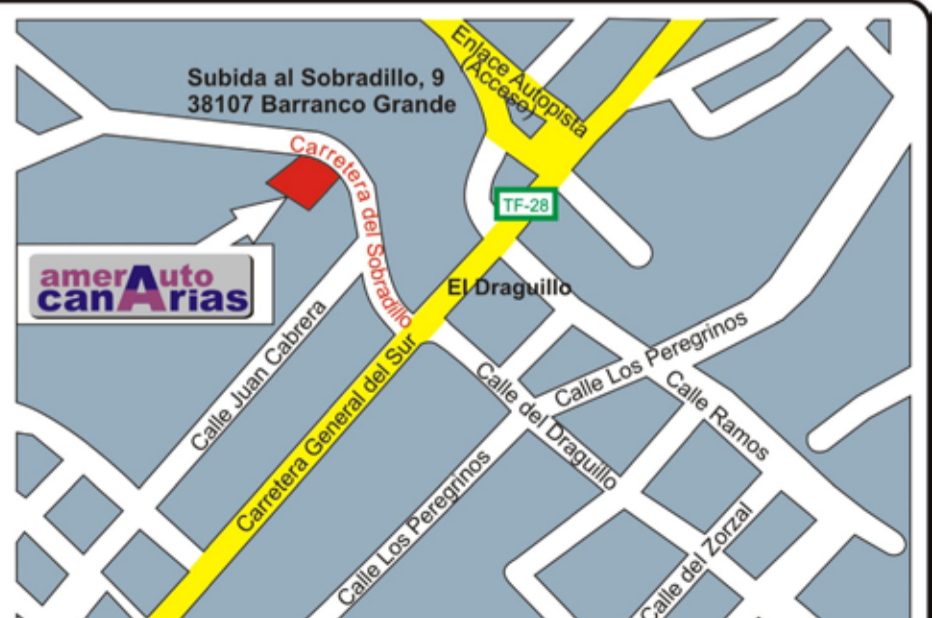 Enlace Autopista
(Acceso)
Subida al Sobradillo, 9
38107 Barranco Grande
Carretera del Sobradillo
TF-28
amerAuto
canArias
El Draguillo
Calle Juan Cabrera
Carretera General del Sur
Calle Los Peregrinos
Calle del Draguillo
Calle Ramos
Calle Los Peregrinos
Calle del Zorzal